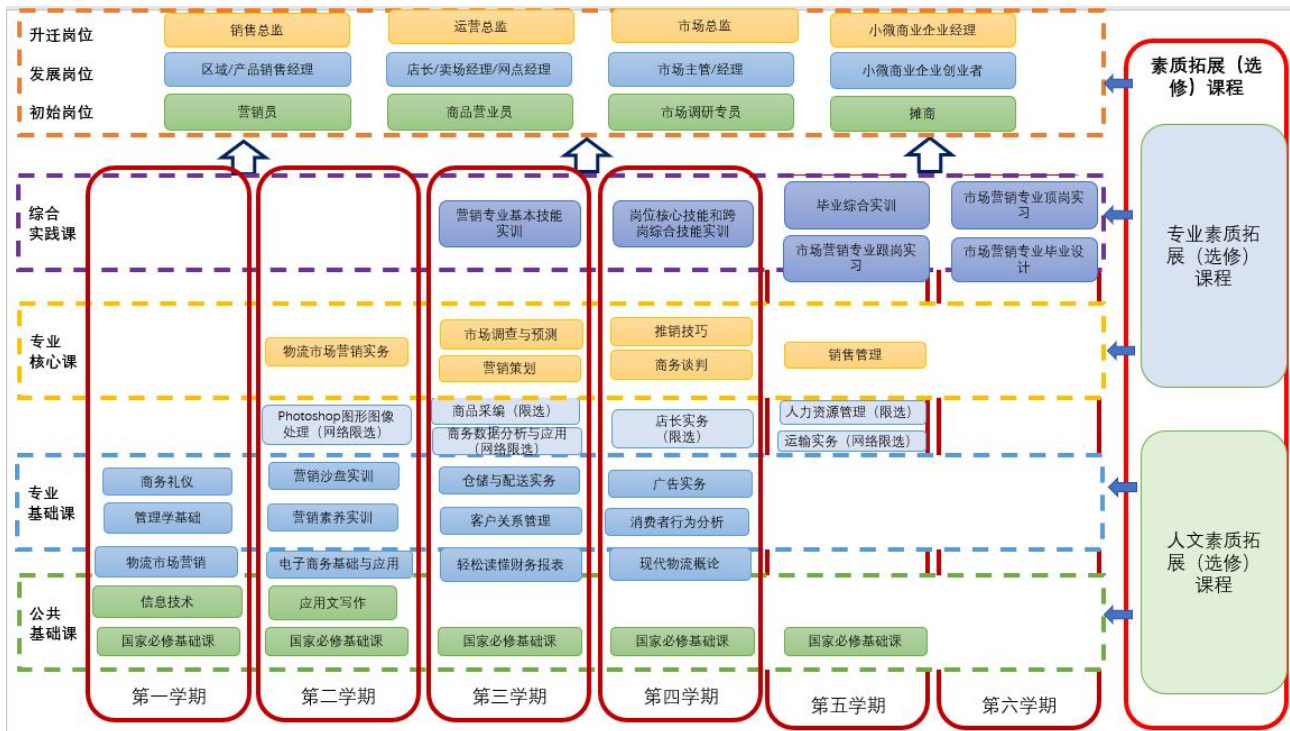 升迁岗位
销售总监
运营总监
市场总监
小微商业企业经理
发展岗位
区域/产品销售经理
店长/卖场经理/网点经理
市场主管/经理
小微商业企业创业者
初始岗位
营销员
商品营业员
市场调研专员
摊商
素质拓展（选
修）课程
综合
实践课
营销专业基本技能
实训
岗位核心技能和跨
岗综合技能实训
毕业综合实训
市场营销专业顶岗
实习
市场营销专业跟岗
实习
市场营销专业毕业设
计
专业素质拓
展（选修）
课程
专业
核心课
物流市场营销实务
市场调查与预测
营销策划
推销技巧
商务谈判
销售管理
Photoshop图形图像
处理（网络限选）
商品采编（限选）
商务数据分析与应用
（网络限选）
店长实务
（限选）
人力资源管理（限选）
运输实务（网络限选）
专业
基础课
商务礼仪
营销沙盘实训
仓储与配送实务
广告实务
管理学基础
营销素养实训
客户关系管理
消费者行为分析
物流市场营销
电子商务基础与应用
轻松读懂财务报表
现代物流概论
人文素质拓
展（选修）
课程
公共
基础课
信息技术
应用文写作
国家必修基础课
国家必修基础课
国家必修基础课
国家必修基础课
国家必修基础课
第一学期
第二学期
第三学期
第四学期
第五学期
第六学期